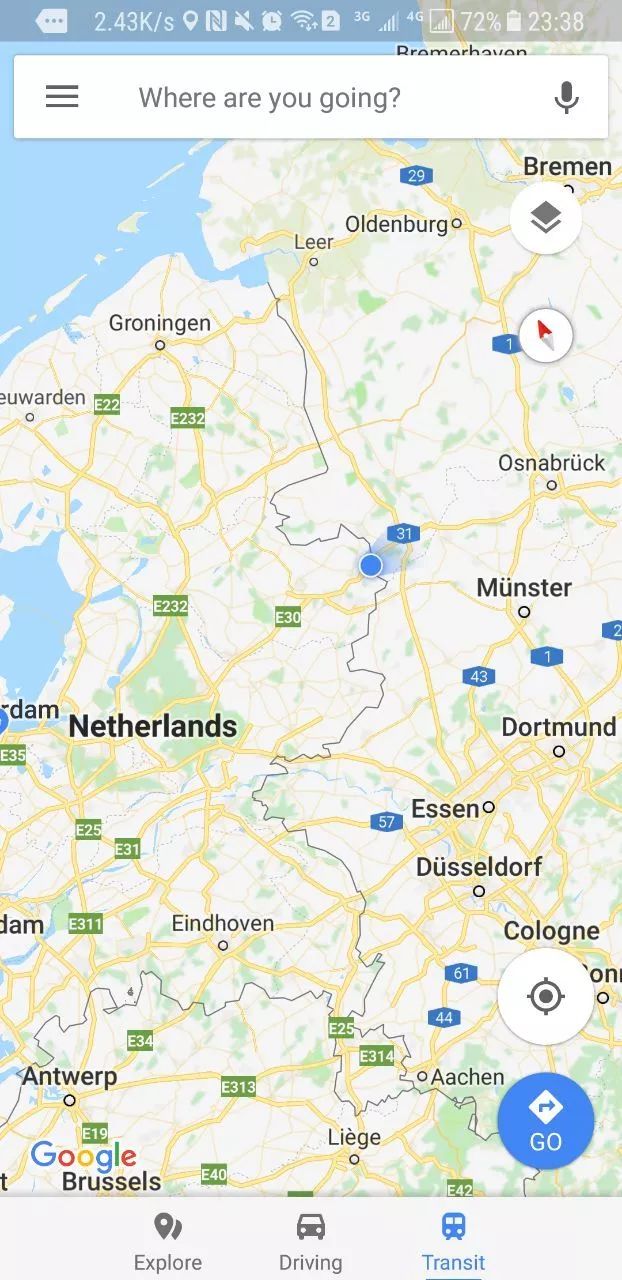 2.43K/s 2 3G 4G 72% 23:38
Bremerhaven
Where are you going?
Bremen
29
Oldenburg
Leer
Groningen
1
euwarden
E22
E232
Osnabrück
31
Münster
E232
E30
2
1
43
rdam
Netherlands
Dortmund
E35
Essen
57
E25
E31
Düsseldorf
dam
E311
Eindhoven
Cologne
61
onn
44
E25
E34
E314
Antwerp
E313
Aachen
GO
E19
Liège
Google
t
Brussels
E40
E42
Explore
Driving
Transit